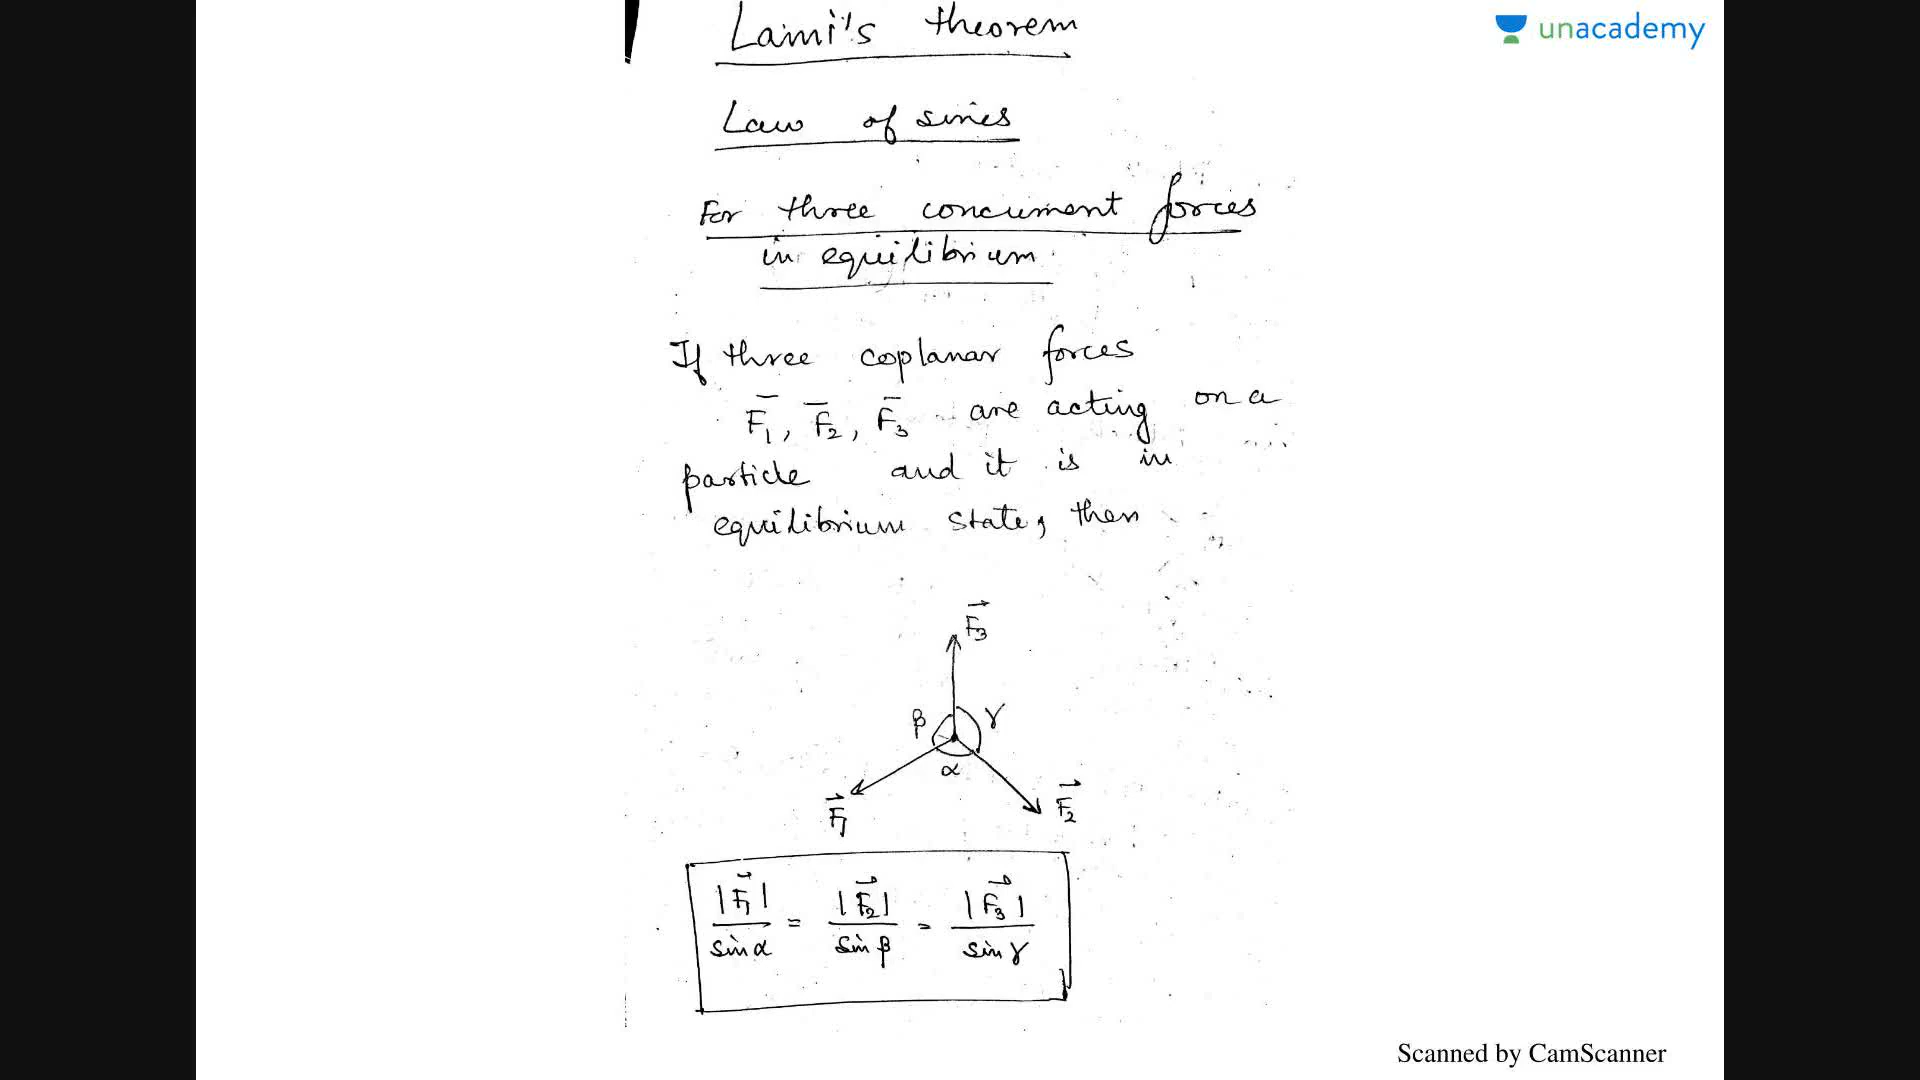 Lami's theorem
unacademy
Law of sines
For three concurrent forces
in equilibrium
If three coplanar forces
F̅₁, F̅₂, F̅₃ are acting on a
particle and it is in
equilibrium state, then
F⃗₃
β γ
α
F⃗₁ F⃗₂
|F⃗₁| / sin α = |F⃗₂| / sin β = |F⃗₃| / sin γ
Scanned by CamScanner